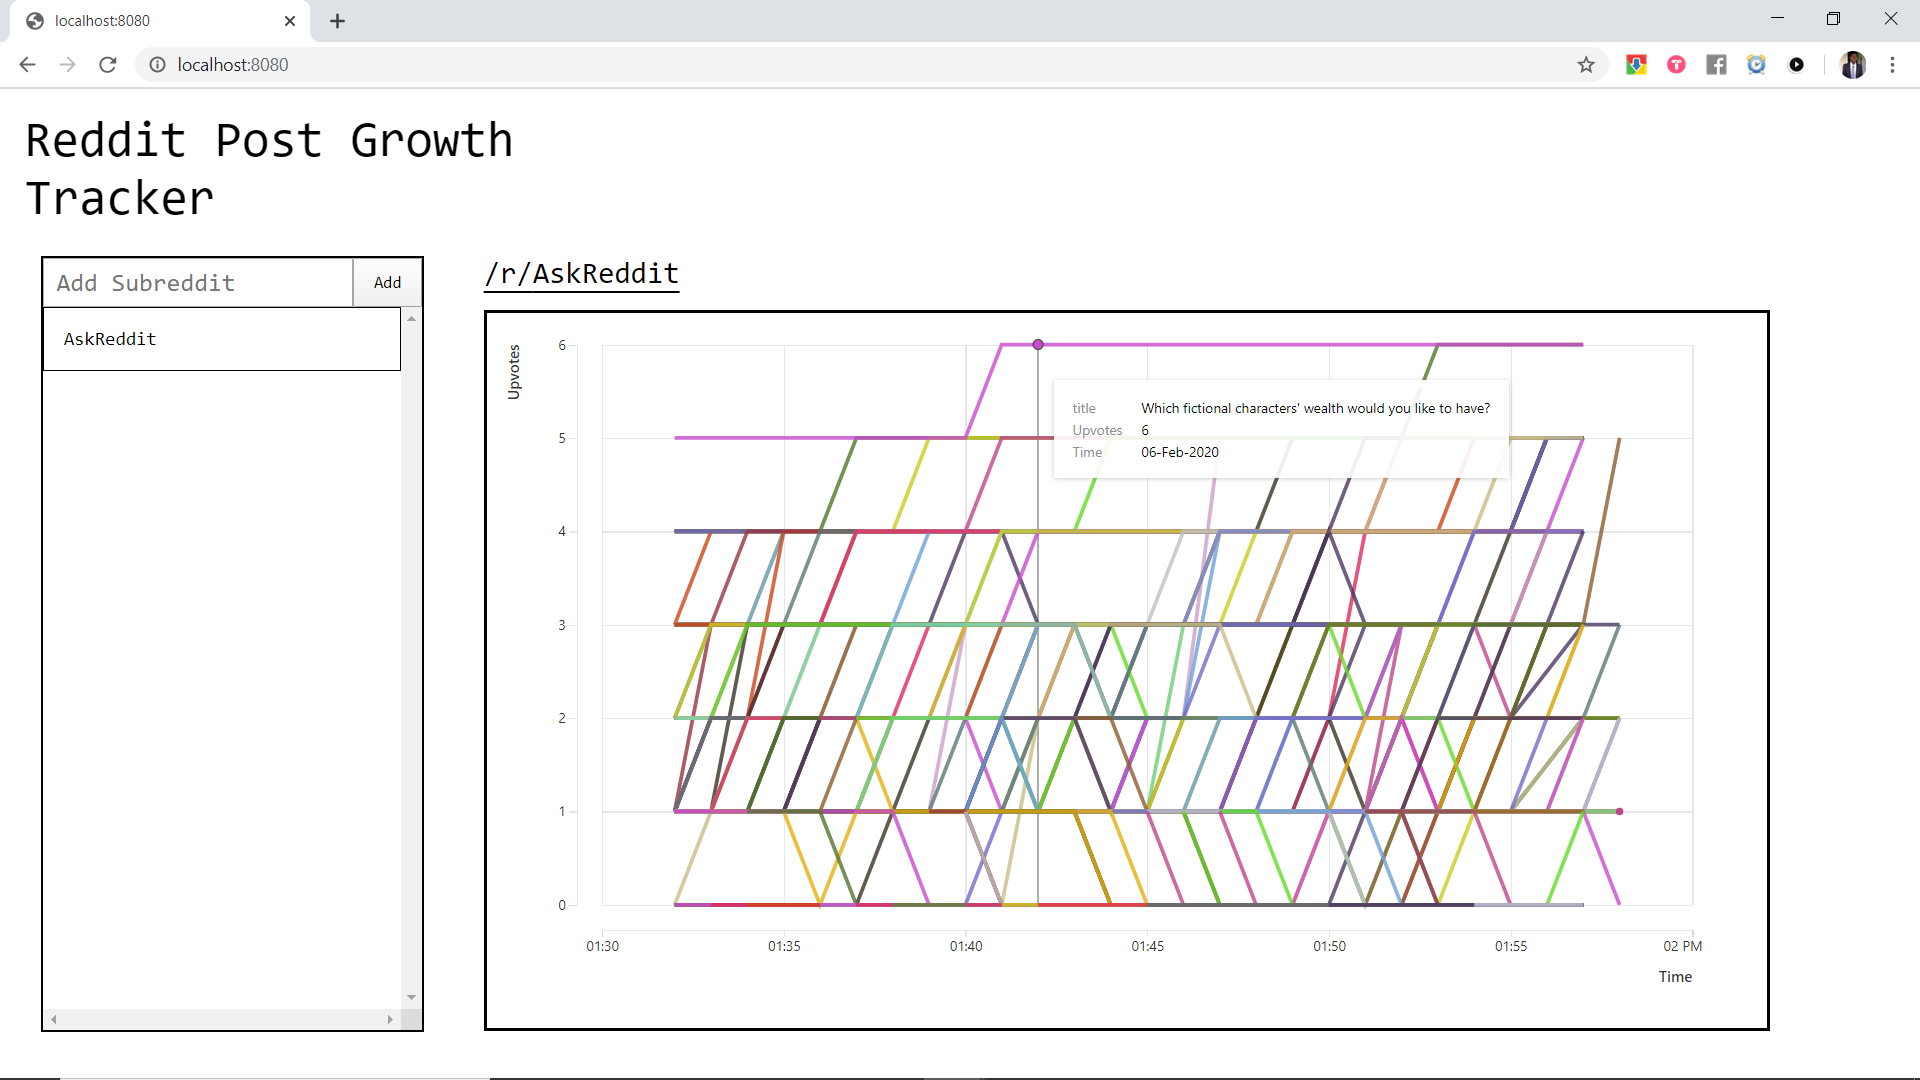 localhost:8080
localhost:8080
Reddit Post Growth
Tracker
Add Subreddit
Add
AskReddit
/r/AskReddit
Upvotes
6
5
4
3
2
1
0
title Which fictional characters' wealth would you like to have?
Upvotes 6
Time 06-Feb-2020
01:30 01:35 01:40 01:45 01:50 01:55 02 PM
Time